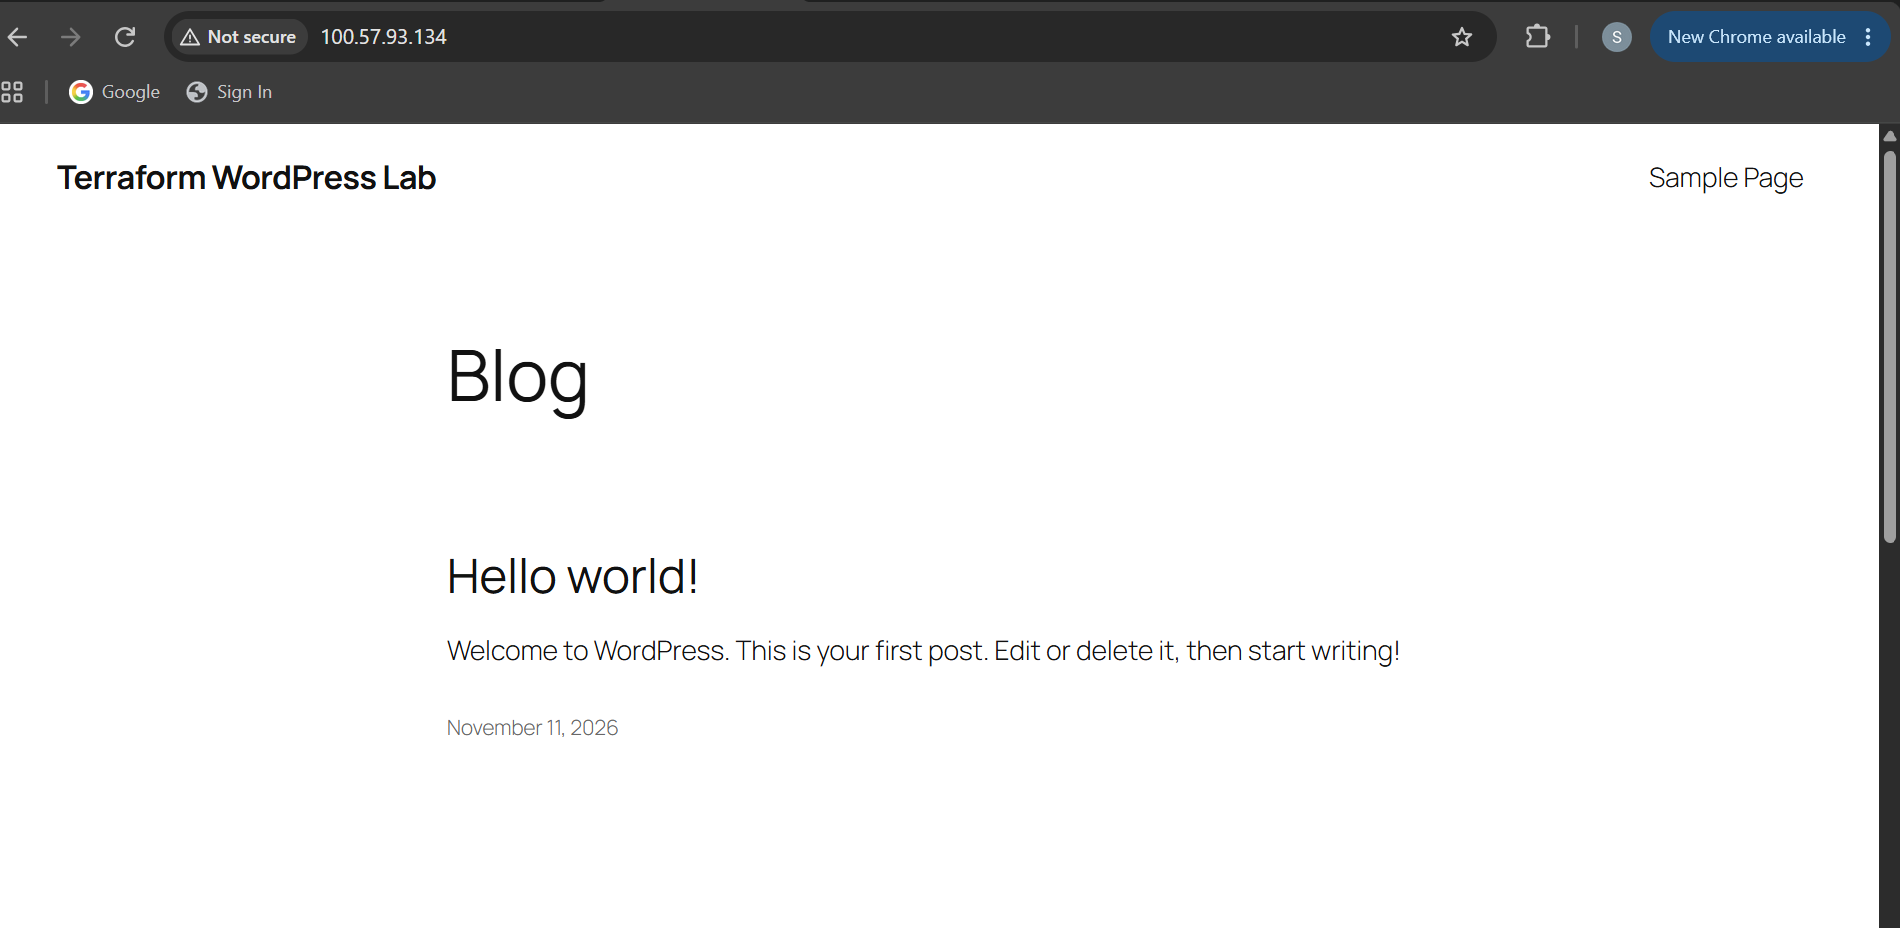 Not secure 100.57.93.134
S
New Chrome available
Google
Sign In
Terraform WordPress Lab
Sample Page
Blog
Hello world!
Welcome to WordPress. This is your first post. Edit or delete it, then start writing!
November 11, 2026